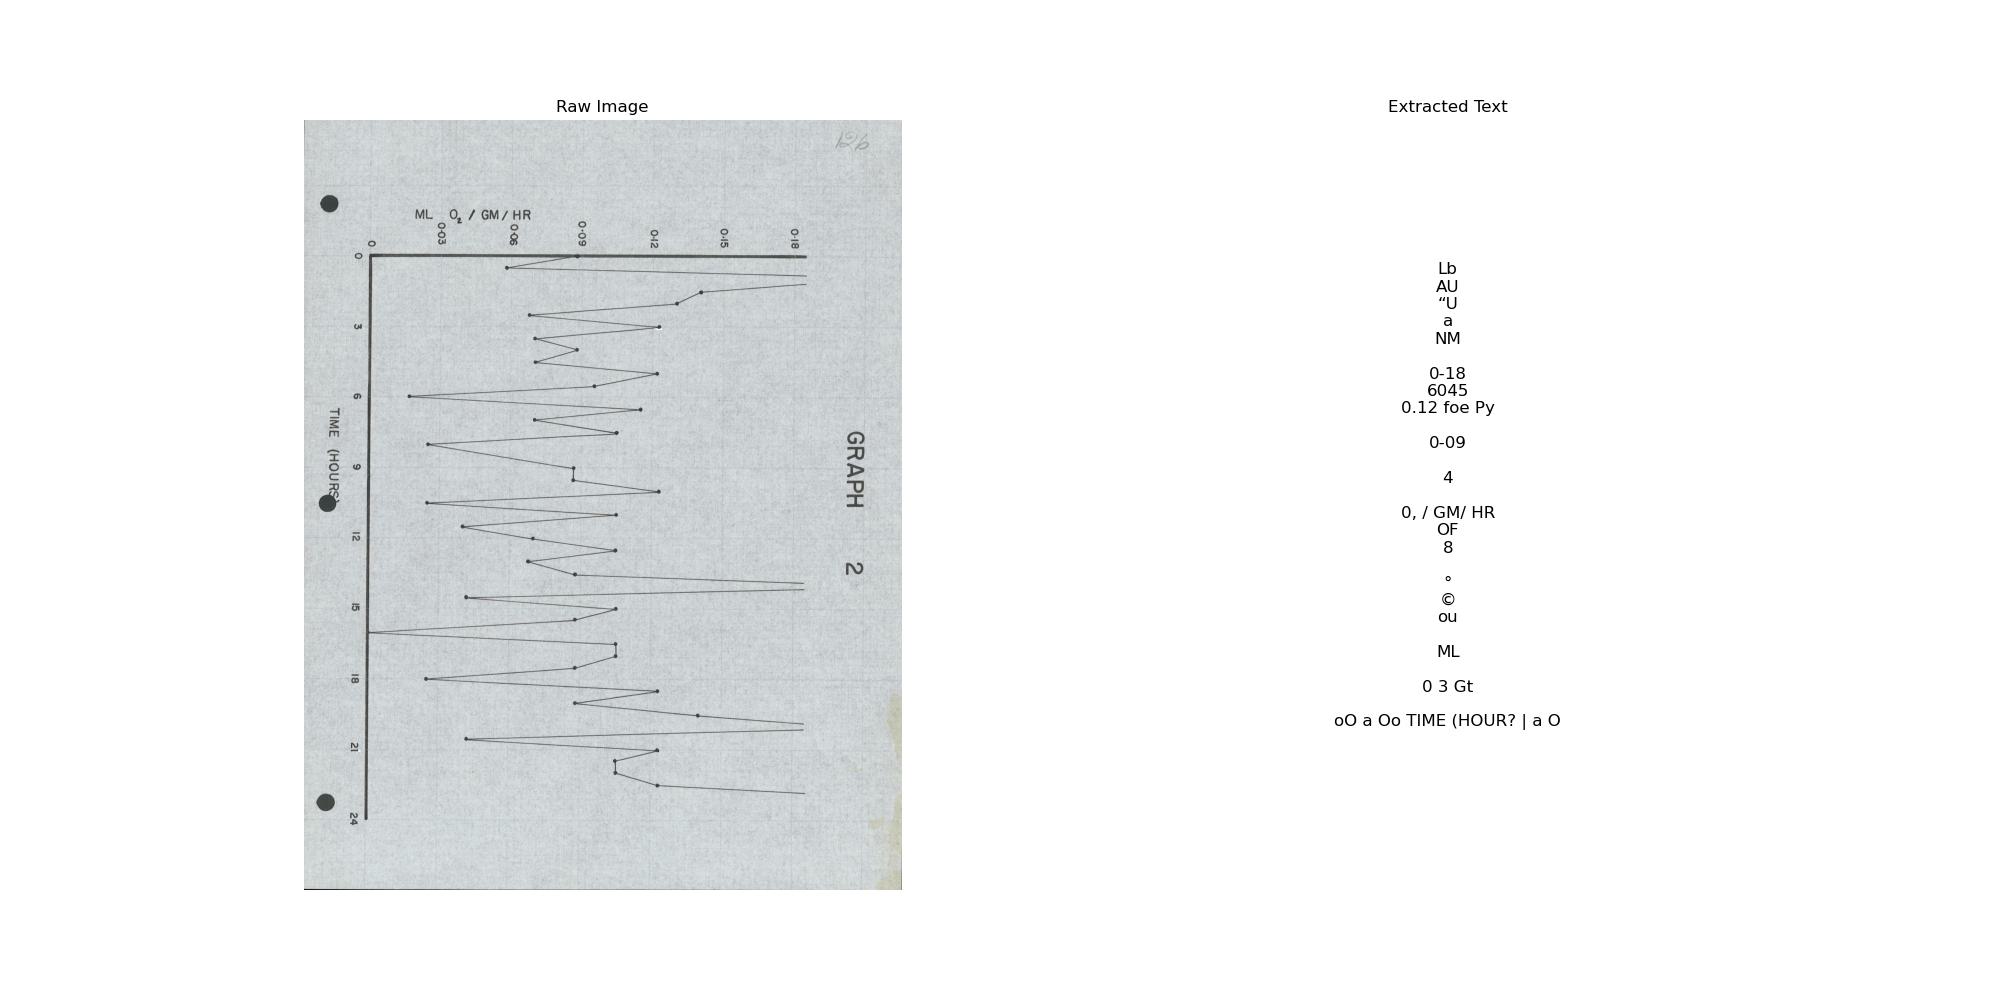 Raw Image
126
GRAPH 2
ML O₂ / GM / HR
0·18
0·15
0·12
0·09
0·06
0·03
0
0 3 6 9 12 15 18 21 24
TIME (HOURS)
Extracted Text
Lb
AU
“U
a
NM
0-18
6045
0.12 foe Py
0-09
4
0, / GM/ HR
OF
8
°
©
ou
ML
0 3 Gt
oO a Oo TIME (HOUR? | a O